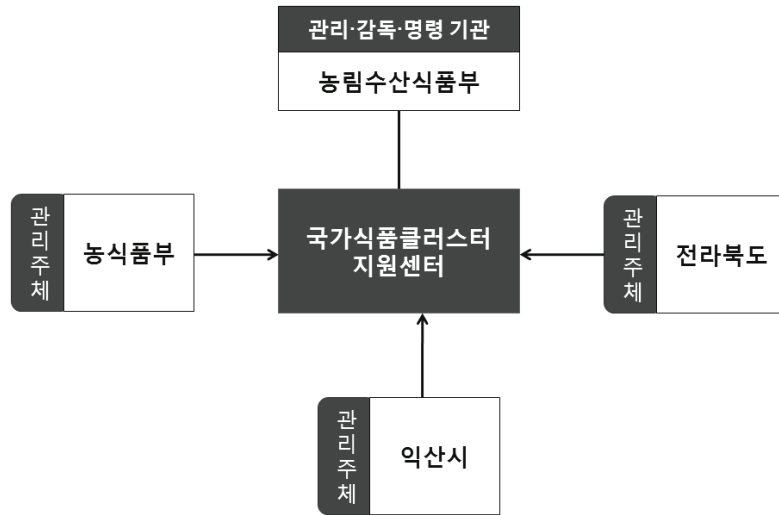 관리·감독·명령 기관
농림수산식품부
관리주체
농식품부
국가식품클러스터
지원센터
관리주체
전라북도
관리주체
익산시